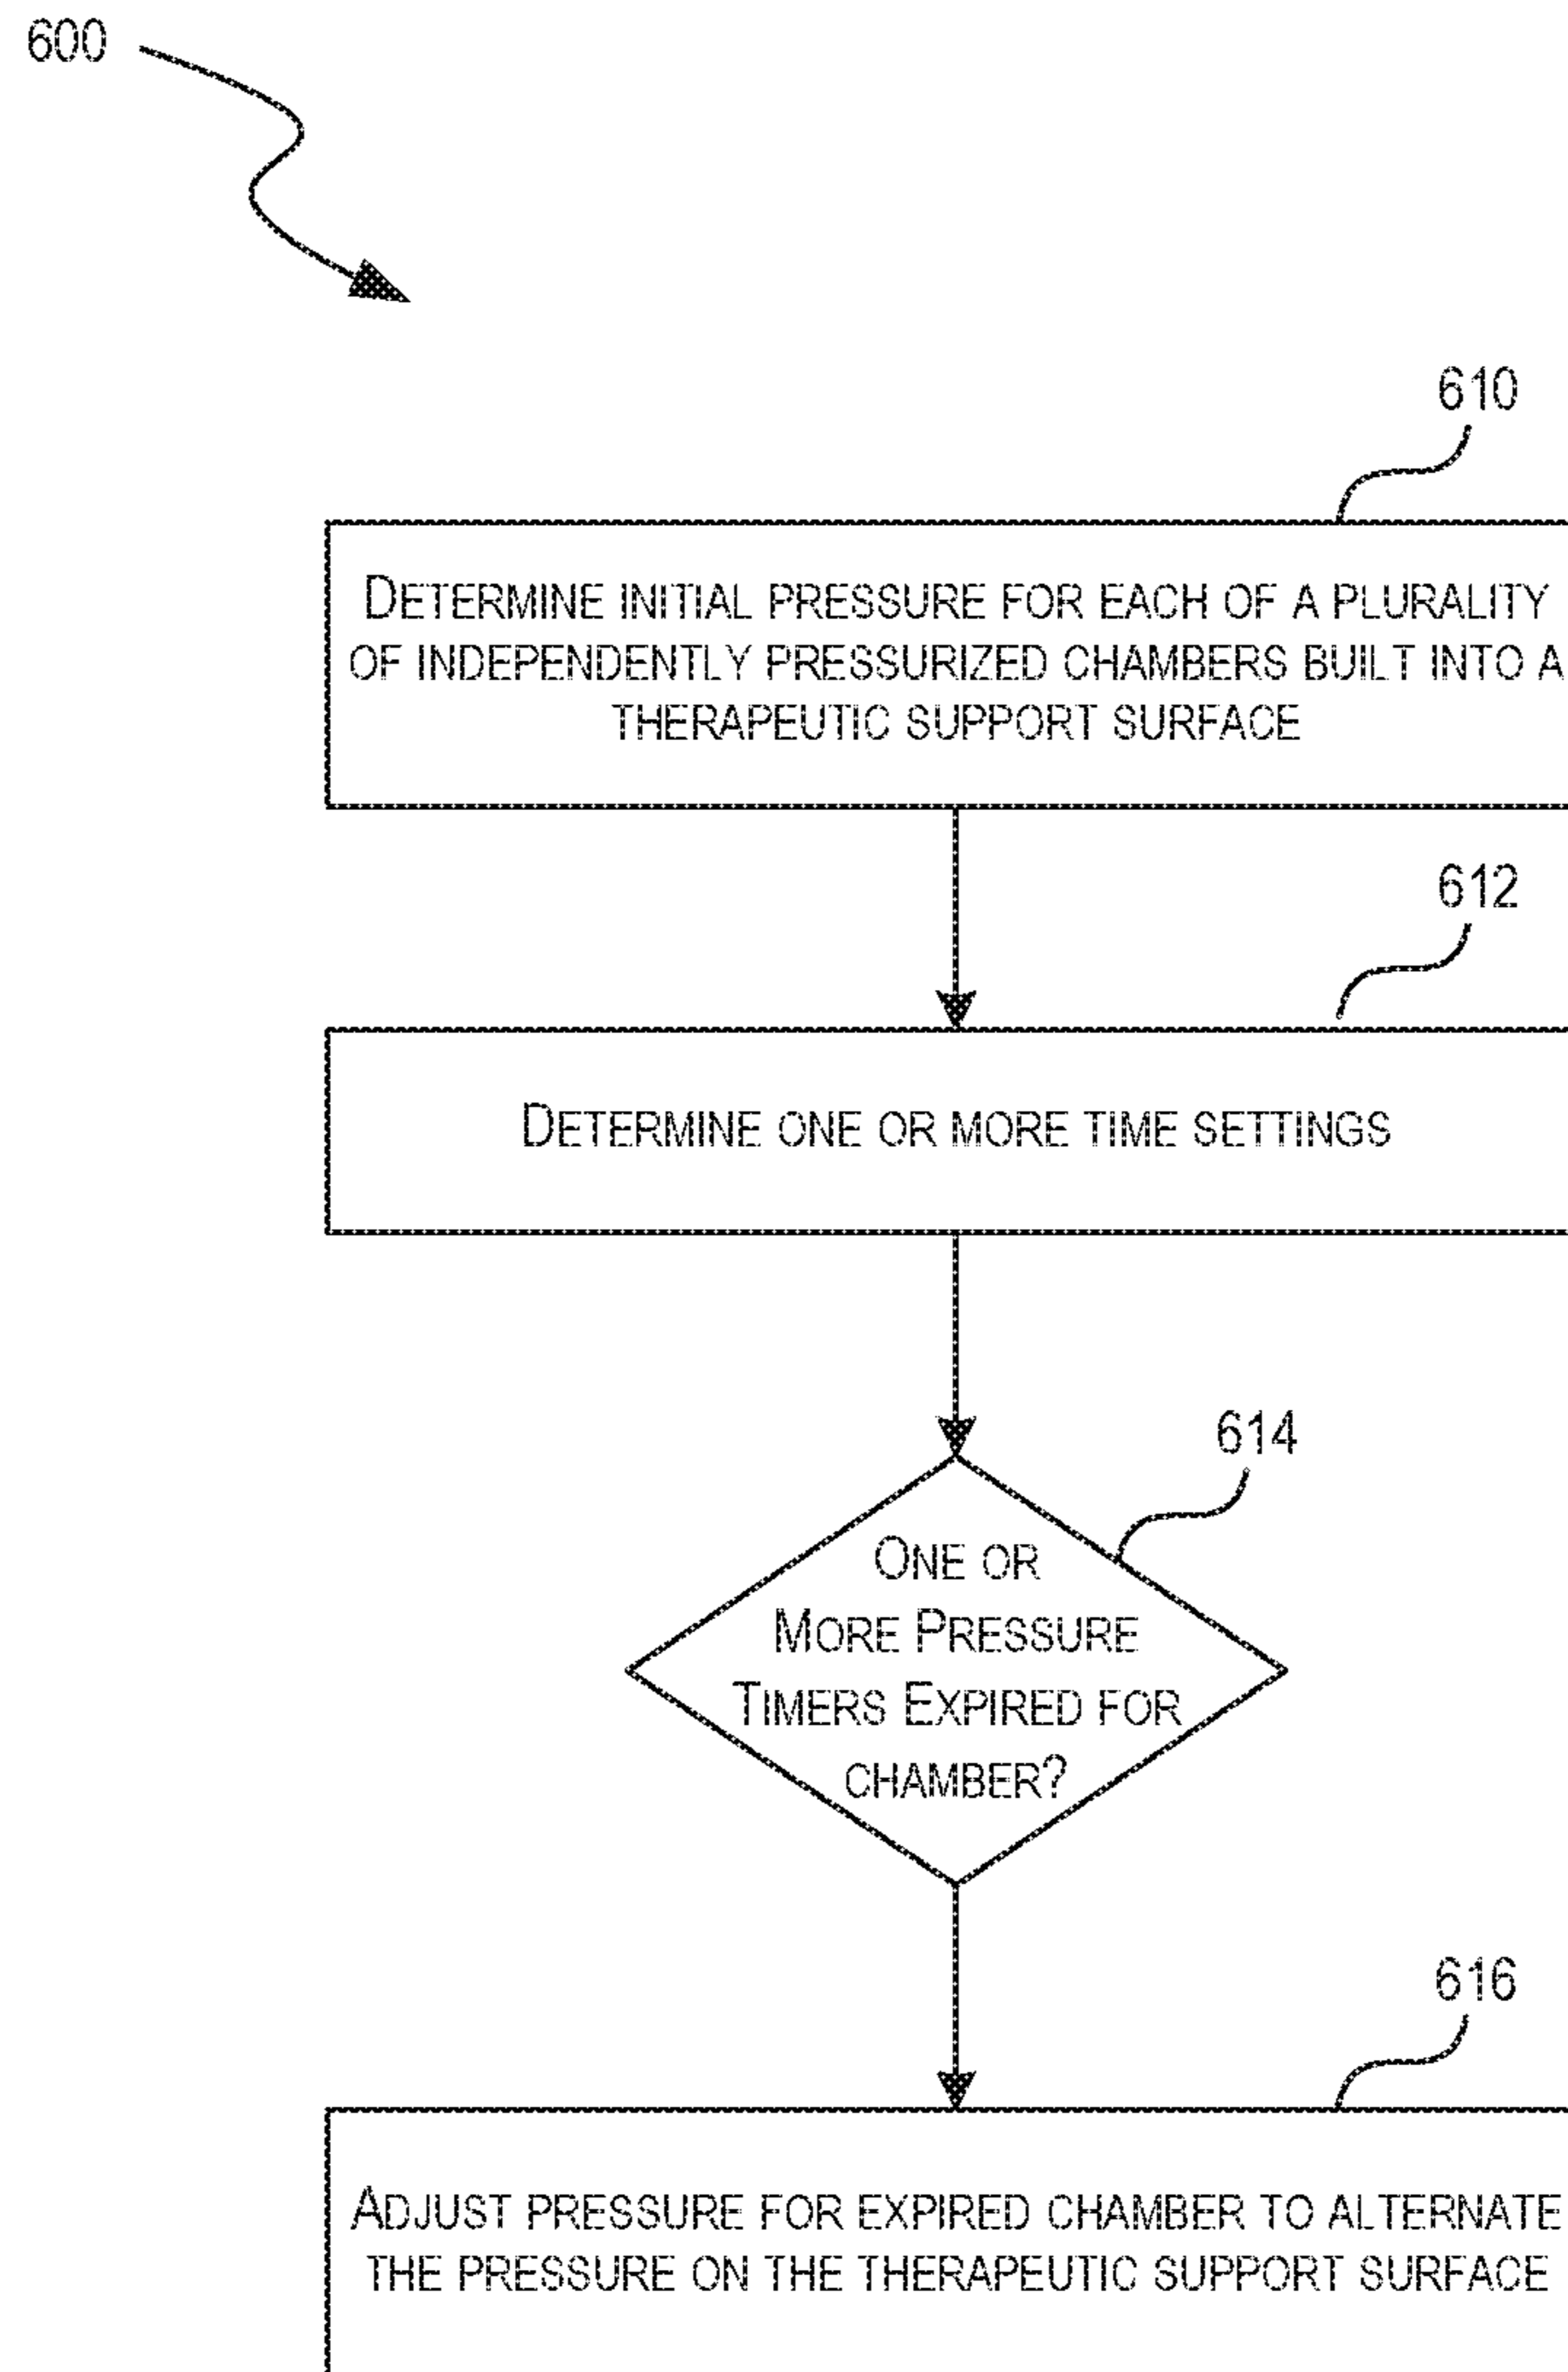 600
610
DETERMINE INITIAL PRESSURE FOR EACH OF A PLURALITY
OF INDEPENDENTLY PRESSURIZED CHAMBERS BUILT INTO A
THERAPEUTIC SUPPORT SURFACE
612
DETERMINE ONE OR MORE TIME SETTINGS
614
ONE OR
MORE PRESSURE
TIMERS EXPIRED FOR
CHAMBER?
616
ADJUST PRESSURE FOR EXPIRED CHAMBER TO ALTERNATE
THE PRESSURE ON THE THERAPEUTIC SUPPORT SURFACE